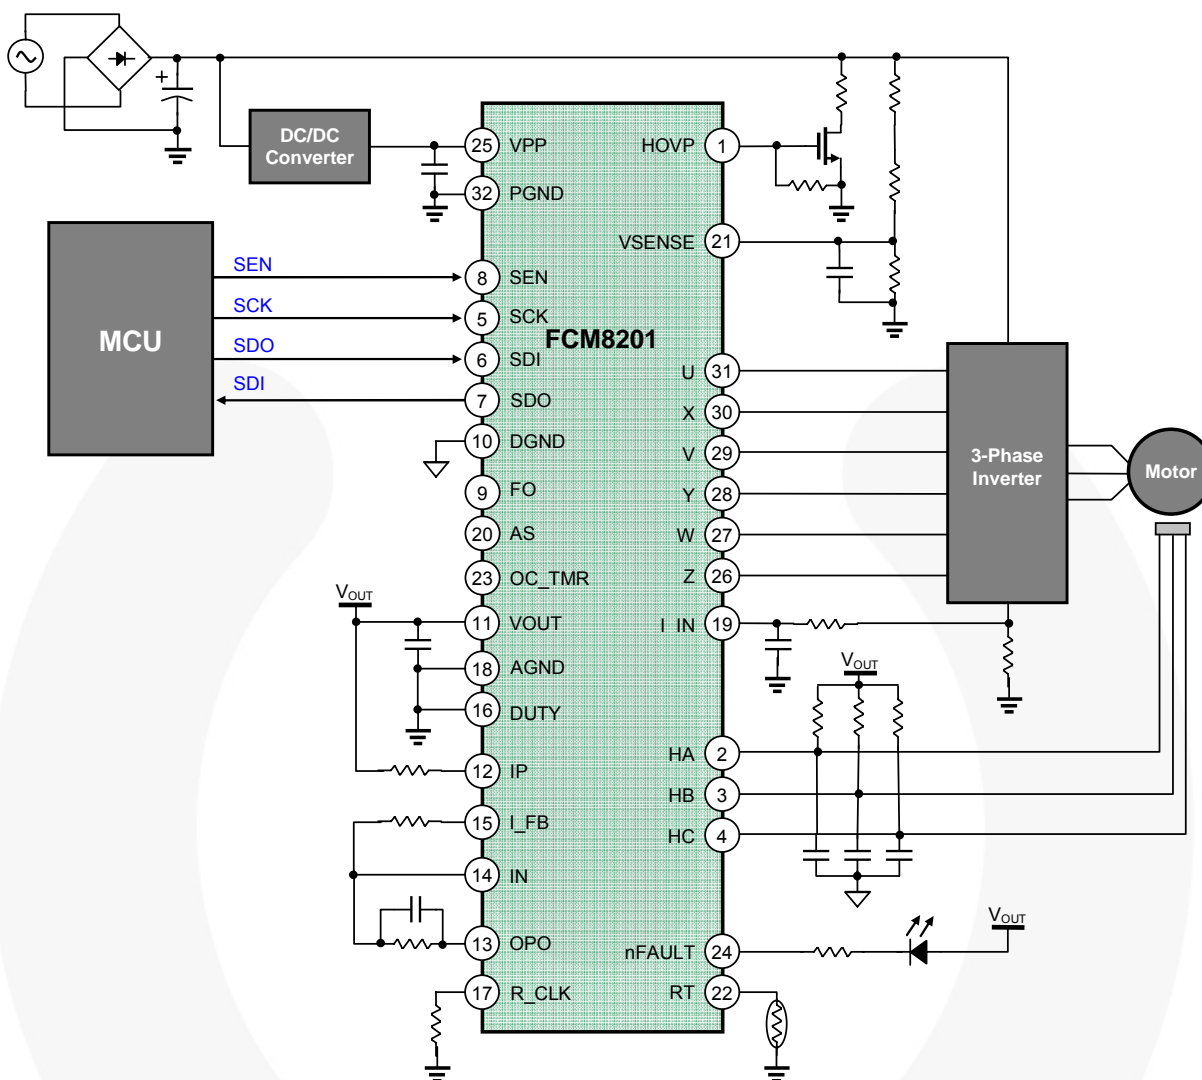 DC/DC
Converter
MCU
SEN
SCK
SDO
SDI
FCM8201
25 VPP
32 PGND
8 SEN
5 SCK
6 SDI
7 SDO
10 DGND
9 FO
20 AS
23 OC_TMR
VOUT
11 VOUT
18 AGND
16 DUTY
12 IP
15 I_FB
14 IN
13 OPO
17 R_CLK
HOVP 1
VSENSE 21
U 31
X 30
V 29
Y 28
W 27
Z 26
I IN 19
VOUT
HA 2
HB 3
HC 4
nFAULT 24
VOUT
RT 22
3-Phase
Inverter
Motor
+